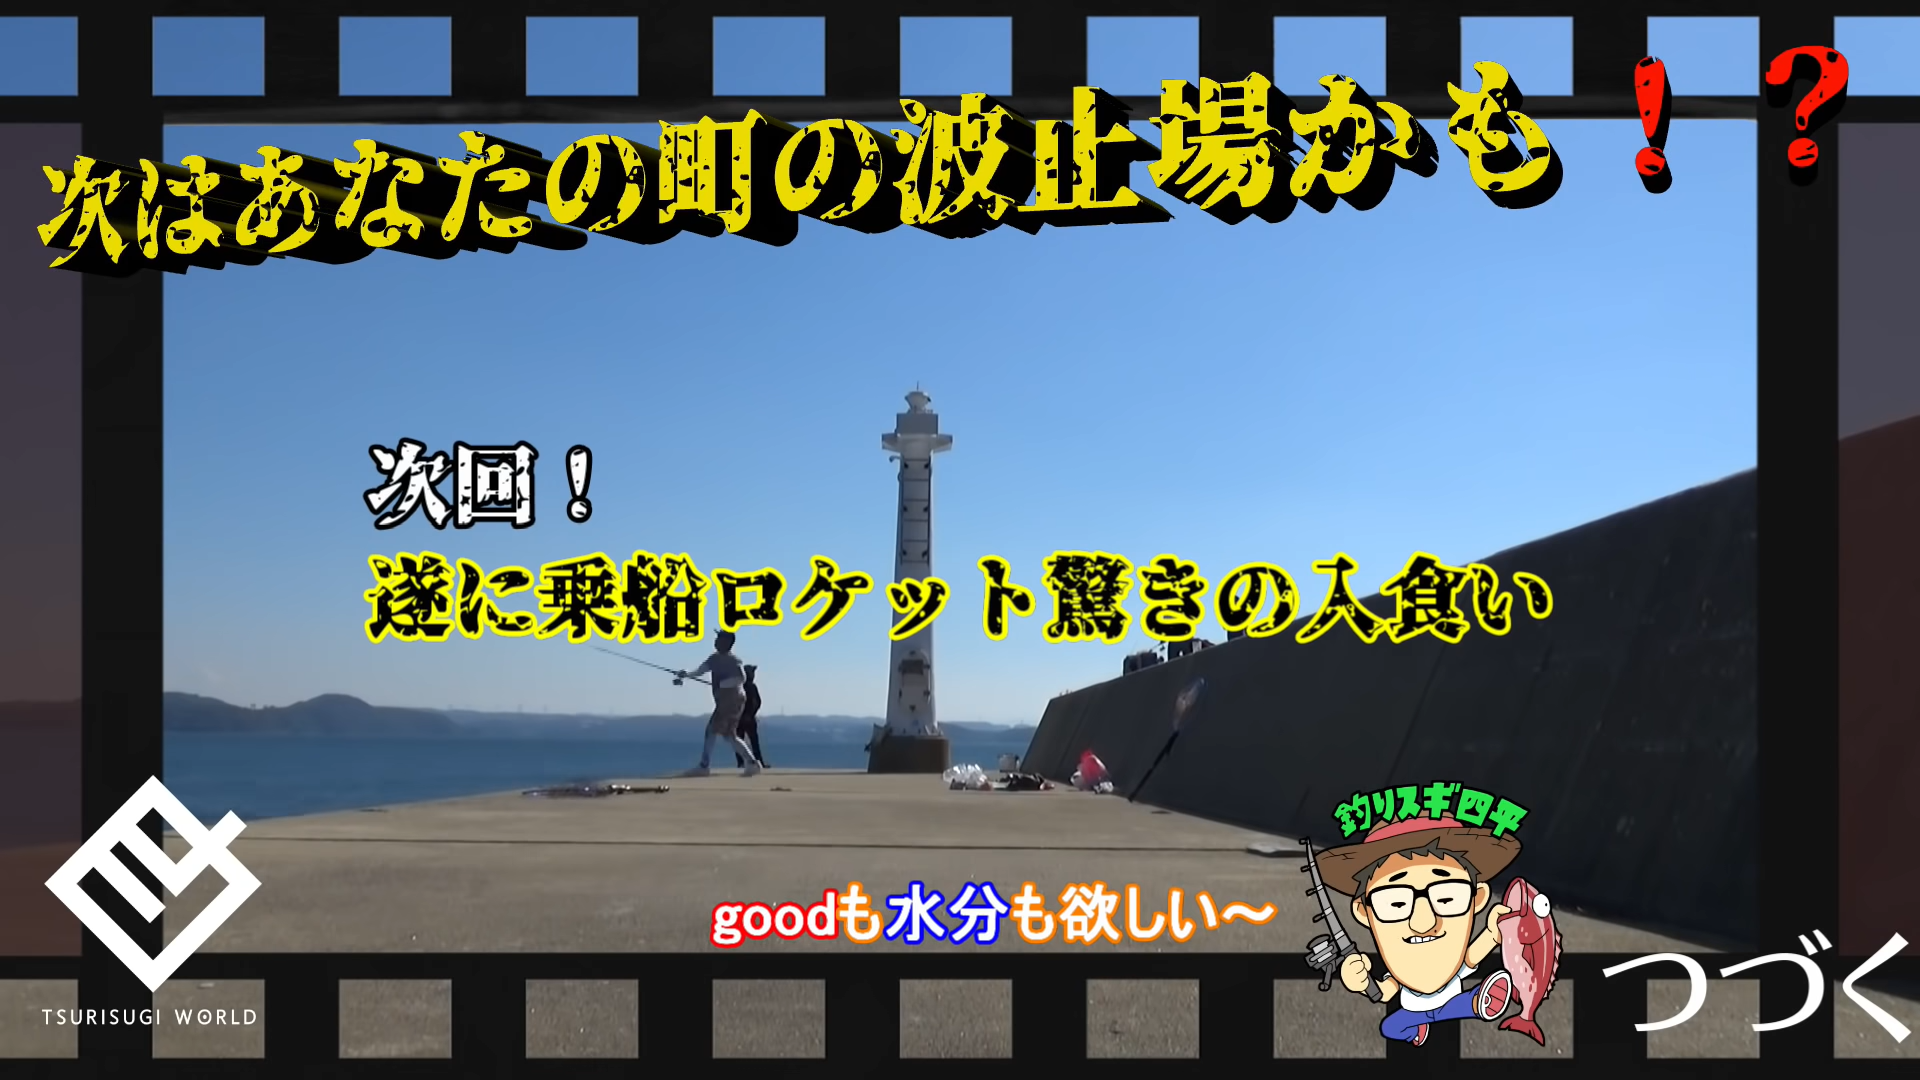 次はあなたの町の波止場かも！？
次回！
遂に乗船ロケット驚きの入食い
釣りスギ四平
goodも水分も欲しい～
つづく
TSURISUGI WORLD